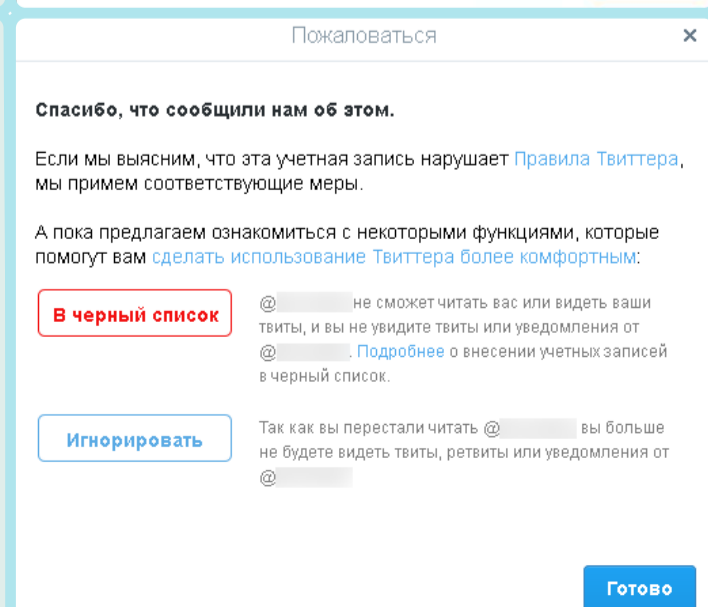 Пожаловаться
Спасибо, что сообщили нам об этом.
Если мы выясним, что эта учетная запись нарушает Правила Твиттера,
мы примем соответствующие меры.
А пока предлагаем ознакомиться с некоторыми функциями, которые
помогут вам сделать использование Твиттера более комфортным:
В черный список
@ не сможет читать вас или видеть ваши
твиты, и вы не увидите твиты или уведомления от
@ . Подробнее о внесении учетных записей
в черный список.
Игнорировать
Так как вы перестали читать @ вы больше
не будете видеть твиты, ретвиты или уведомления от
@
Готово